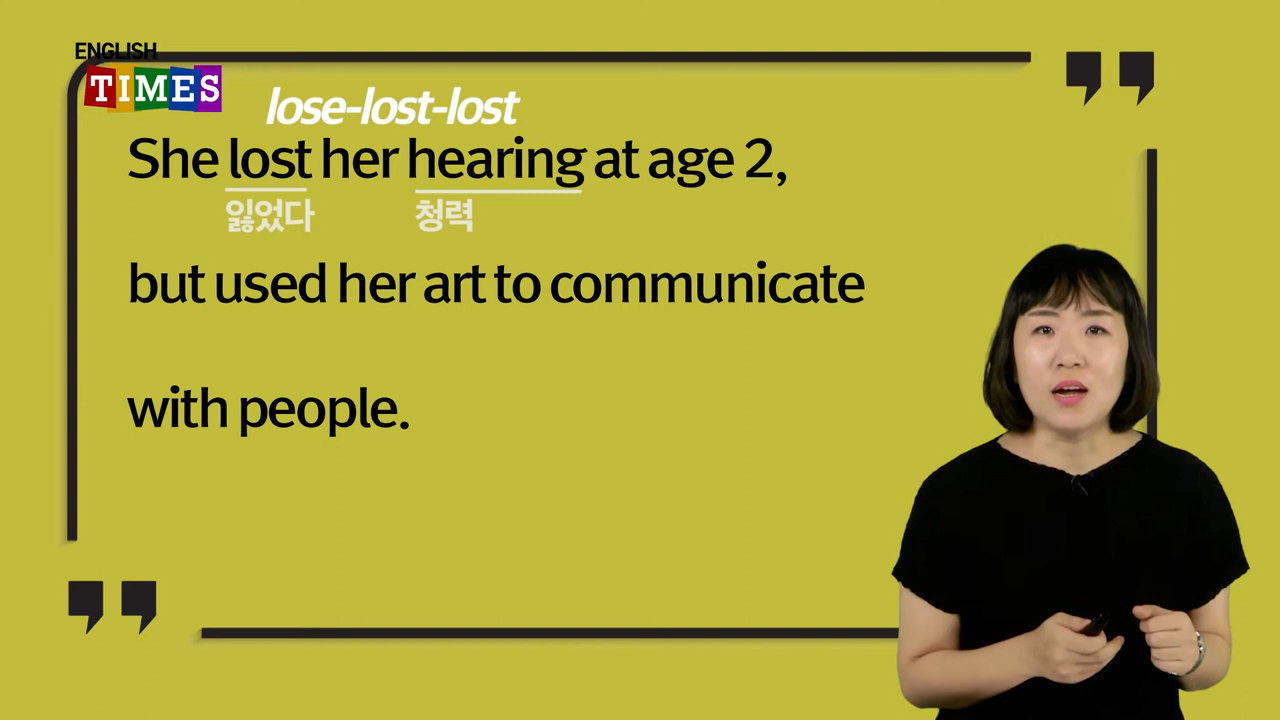 ENGLISH
TIMES
lose-lost-lost
She lost her hearing at age 2,
잃었다 청력
but used her art to communicate
with people.